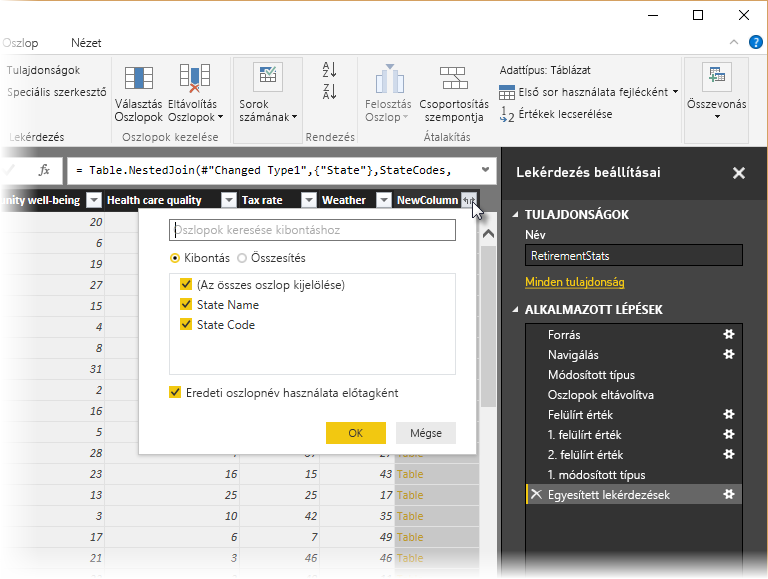 Oszlop Nézet
Tulajdonságok
Speciális szerkesztő
Lekérdezés
Választás
Oszlopok
Eltávolítás
Oszlopok
Oszlopok kezelése
Sorok
számának
Rendezés
Felosztás
Oszlop
Csoportosítás
szempontja
Adattípus: Táblázat
Első sor használata fejlécként
Értékek lecserélése
Átalakítás
Összevonás
fx = Table.NestedJoin(#"Changed Type1",{"State"},StateCodes,
nity well-being Health care quality Tax rate Weather NewColumn
20
6
19
27
15
4
8
31
2
16
5
28
23 16 15 43 Table
13 25 25 17 Table
3 10 42 35 Table
17 6 7 49 Table
21 3 46 46 Table
Oszlopok keresése kibontáshoz
Kibontás Összesítés
(Az összes oszlop kijelölése)
State Name
State Code
Eredeti oszlopnév használata előtagként
OK Mégse
Lekérdezés beállításai
TULAJDONSÁGOK
Név
RetirementStats
Minden tulajdonság
ALKALMAZOTT LÉPÉSEK
Forrás
Navigálás
Módosított típus
Oszlopok eltávolítva
Felülírt érték
1. felülírt érték
2. felülírt érték
1. módosított típus
Egyesített lekérdezések